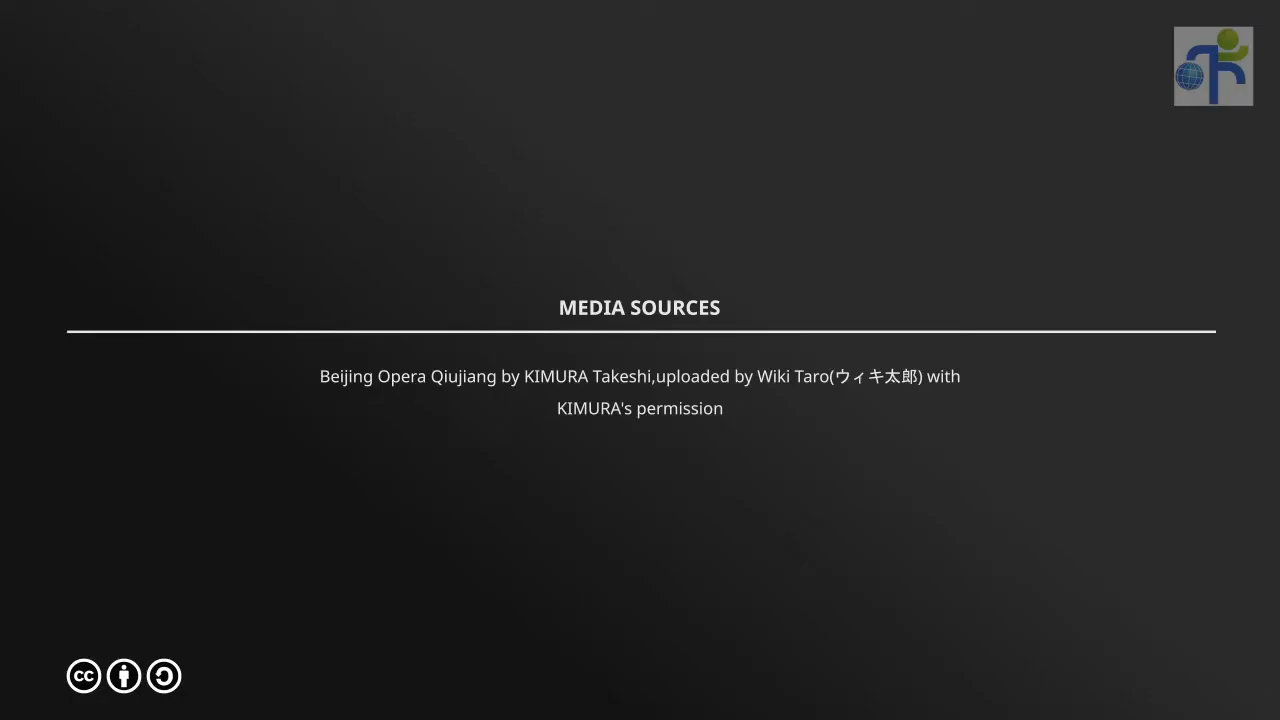 MEDIA SOURCES
Beijing Opera Qiujiang by KIMURA Takeshi,uploaded by Wiki Taro(ウィキ太郎) with
KIMURA's permission
cc